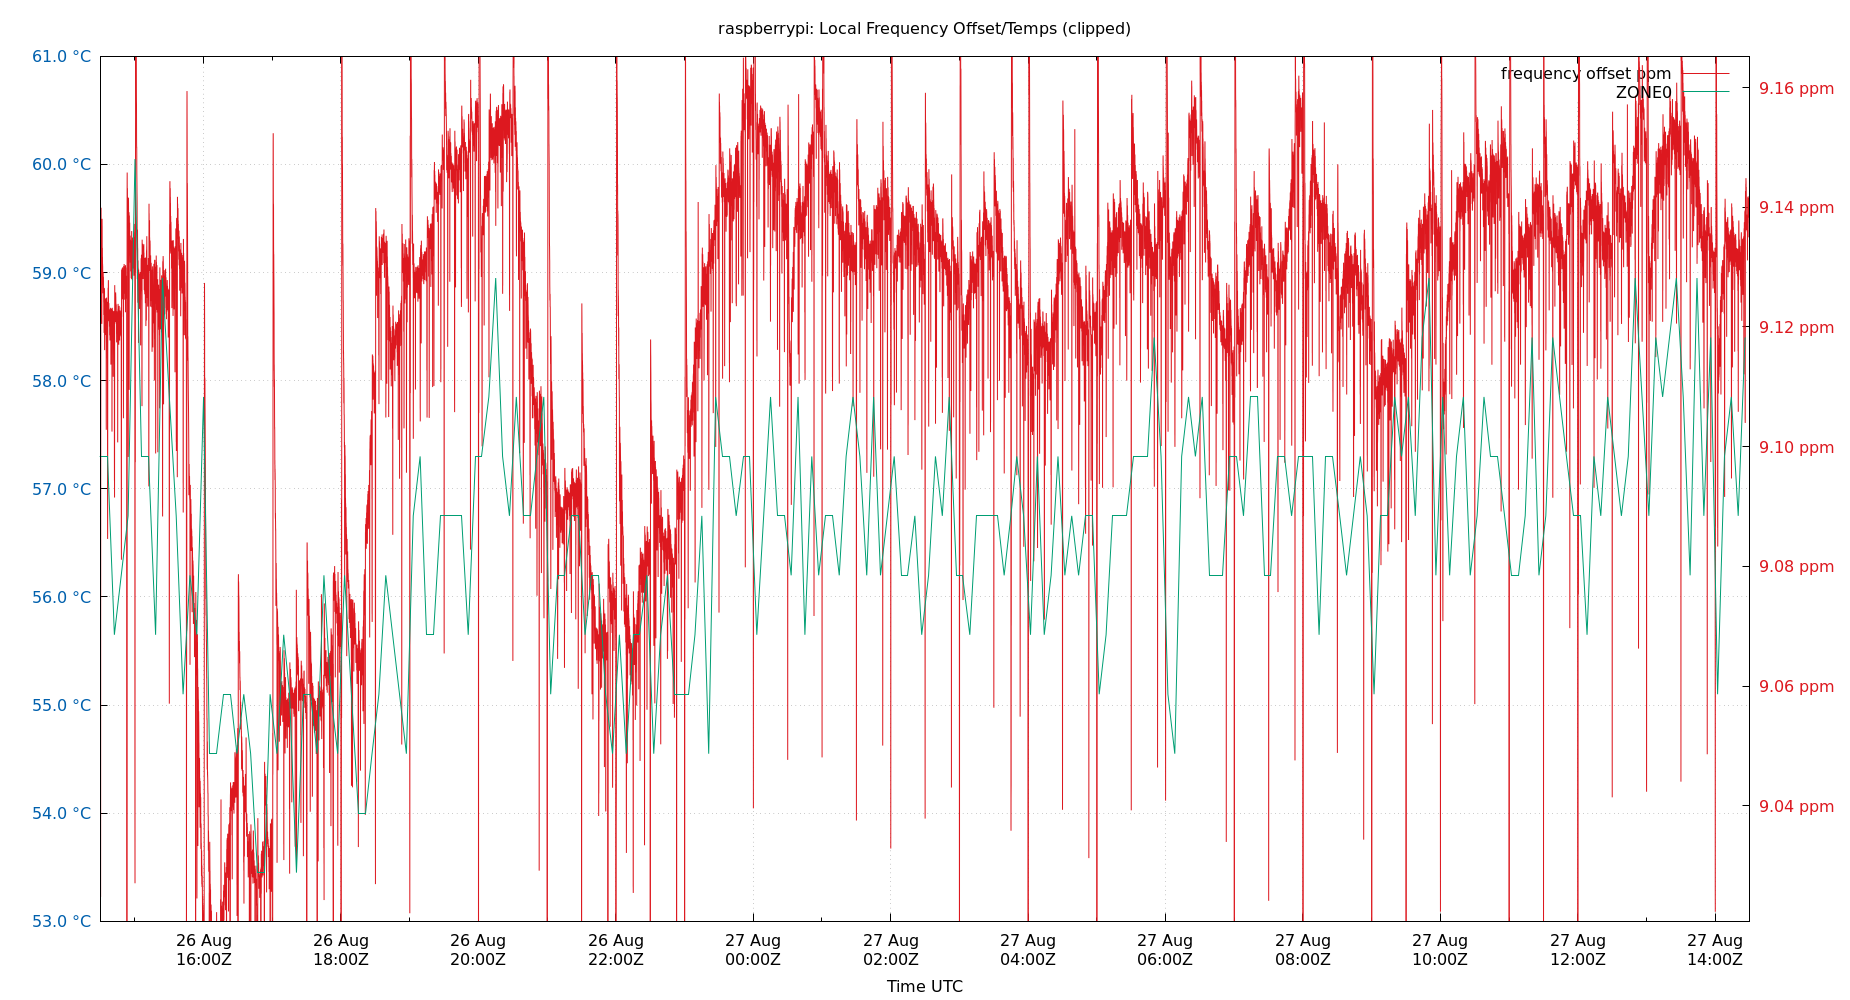 raspberrypi: Local Frequency Offset/Temps (clipped)
61.0 °C
60.0 °C
59.0 °C
58.0 °C
57.0 °C
56.0 °C
55.0 °C
54.0 °C
53.0 °C
frequency offset ppm
ZONE0
9.16 ppm
9.14 ppm
9.12 ppm
9.10 ppm
9.08 ppm
9.06 ppm
9.04 ppm
26 Aug 26 Aug 26 Aug 26 Aug 27 Aug 27 Aug 27 Aug 27 Aug 27 Aug 27 Aug 27 Aug 27 Aug
16:00Z 18:00Z 20:00Z 22:00Z 00:00Z 02:00Z 04:00Z 06:00Z 08:00Z 10:00Z 12:00Z 14:00Z
Time UTC